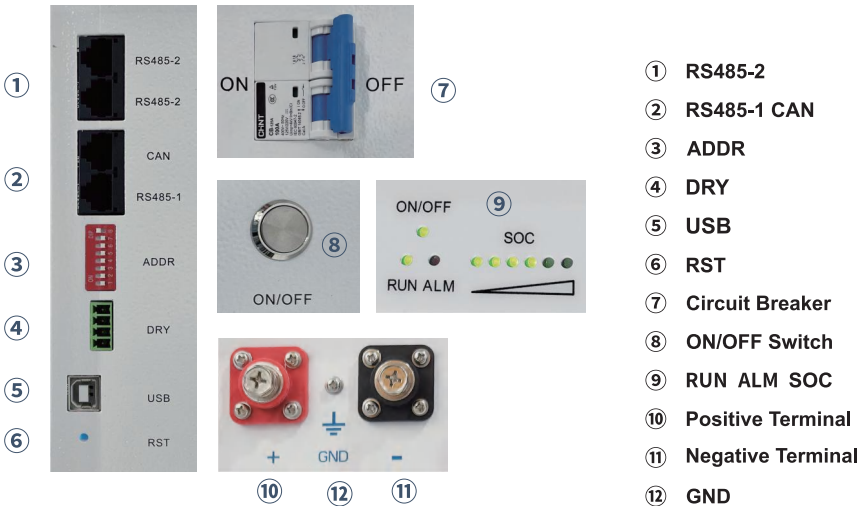 ①
②
③
④
⑤
⑥
RS485-2
RS485-2
CAN
RS485-1
ADDR
DRY
USB
RST
ON
OFF
⑦
CHNT
ON/OFF
⑧
ON/OFF
⑨
SOC
RUN ALM
+
GND
-
⑩
⑫
⑪
① RS485-2
② RS485-1 CAN
③ ADDR
④ DRY
⑤ USB
⑥ RST
⑦ Circuit Breaker
⑧ ON/OFF Switch
⑨ RUN ALM SOC
⑩ Positive Terminal
⑪ Negative Terminal
⑫ GND